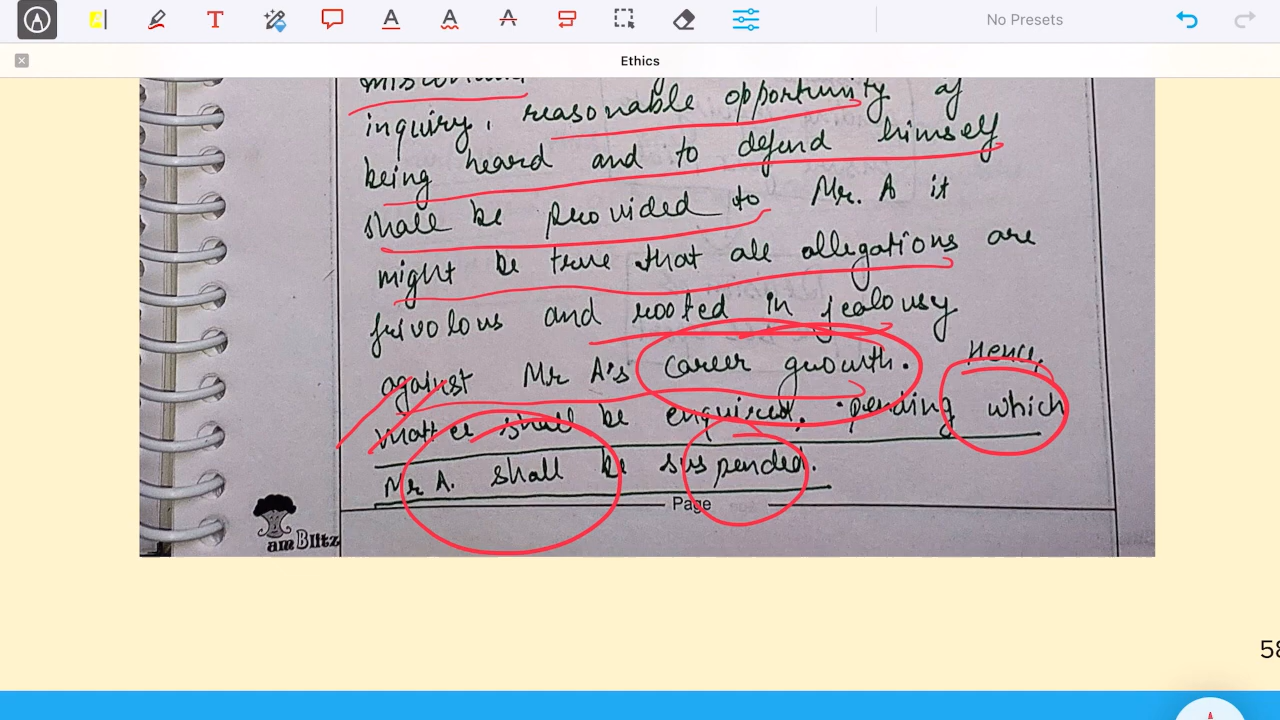 No Presets
Ethics
inquiry, reasonable opportunity of
being heard and to defend himself
shall be provided to Mr. A it
might be true that all allegations are
frivolous and rooted in jealousy
against Mr A's career growth. Hence,
matter shall be enquired, pending which
Mr A. shall be suspended.
Page
am Blitz
58